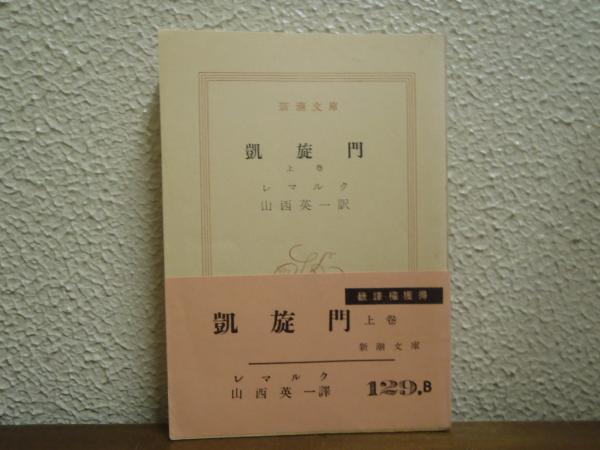 新潮文庫
凱旋門
上巻
レマルク
山西英一訳
翻譯権獲得
凱旋門 上巻
新潮文庫
レマルク
山西英一譯 129.B